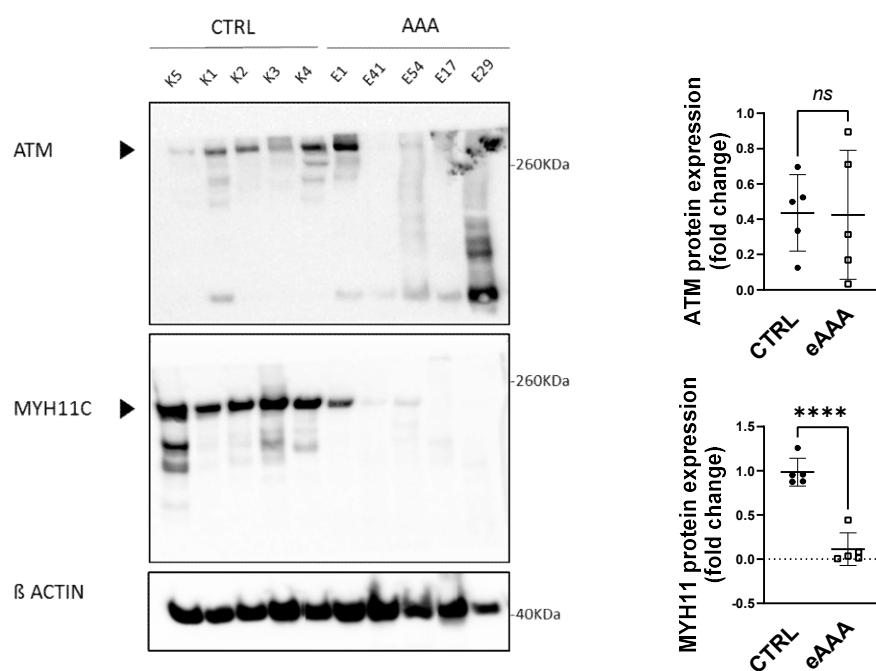 CTRL AAA
K5 K1 K2 K3 K4 E1 E41 E54 E17 E29
ATM
-260KDa
MYH11C
-260KDa
ß ACTIN
-40KDa
ATM protein expression
(fold change)
ns
1.0
0.8
0.6
0.4
0.2
0.0
CTRL eAAA
MYH11 protein expression
(fold change)
****
1.5
1.0
0.5
0.0
-0.5
CTRL eAAA